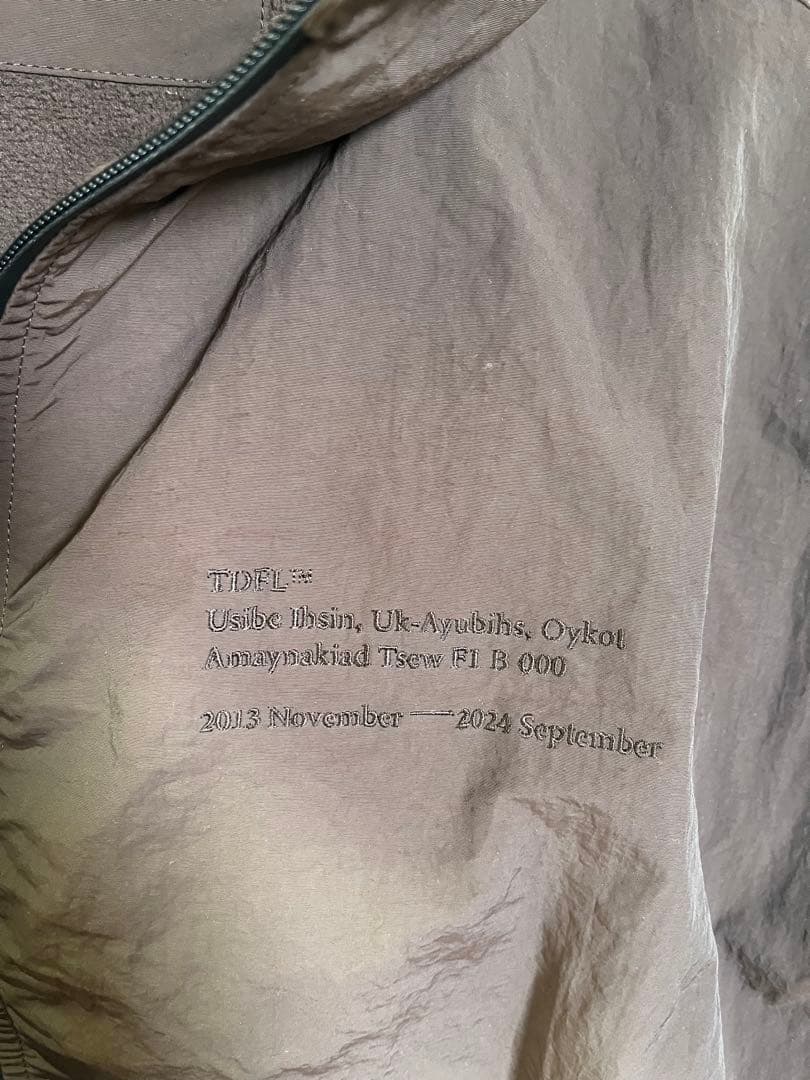 TDFL™
Usibe Ihsin, Uk-Ayubihs, Oykot
Amaynakiad Tsew F1 B 000
2013 November — 2024 September